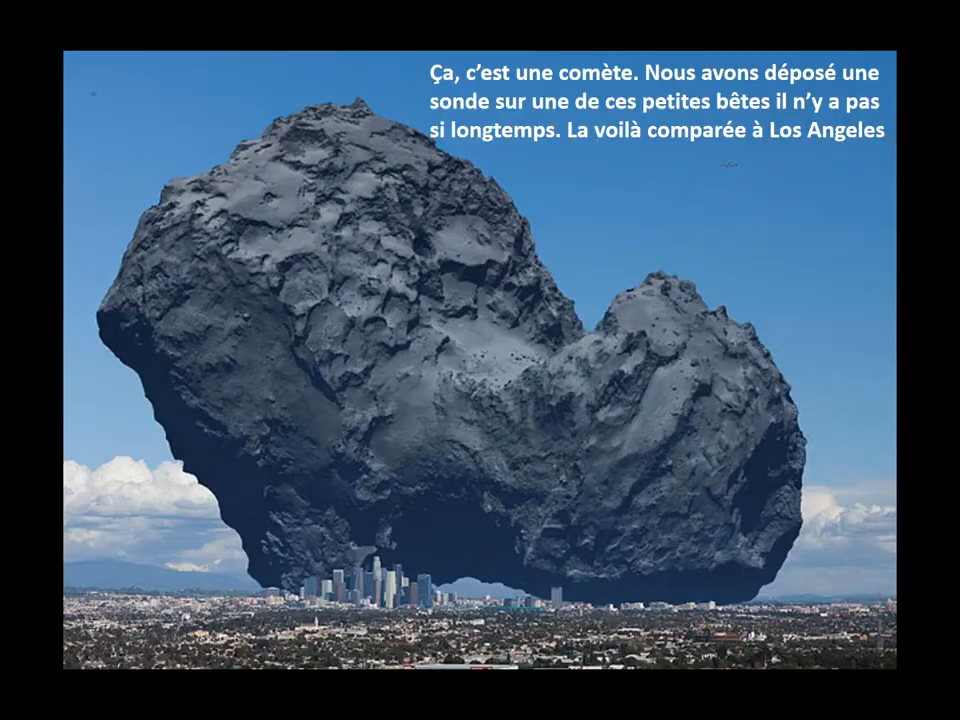 Ça, c’est une comète. Nous avons déposé une
sonde sur une de ces petites bêtes il n’y a pas
si longtemps. La voilà comparée à Los Angeles